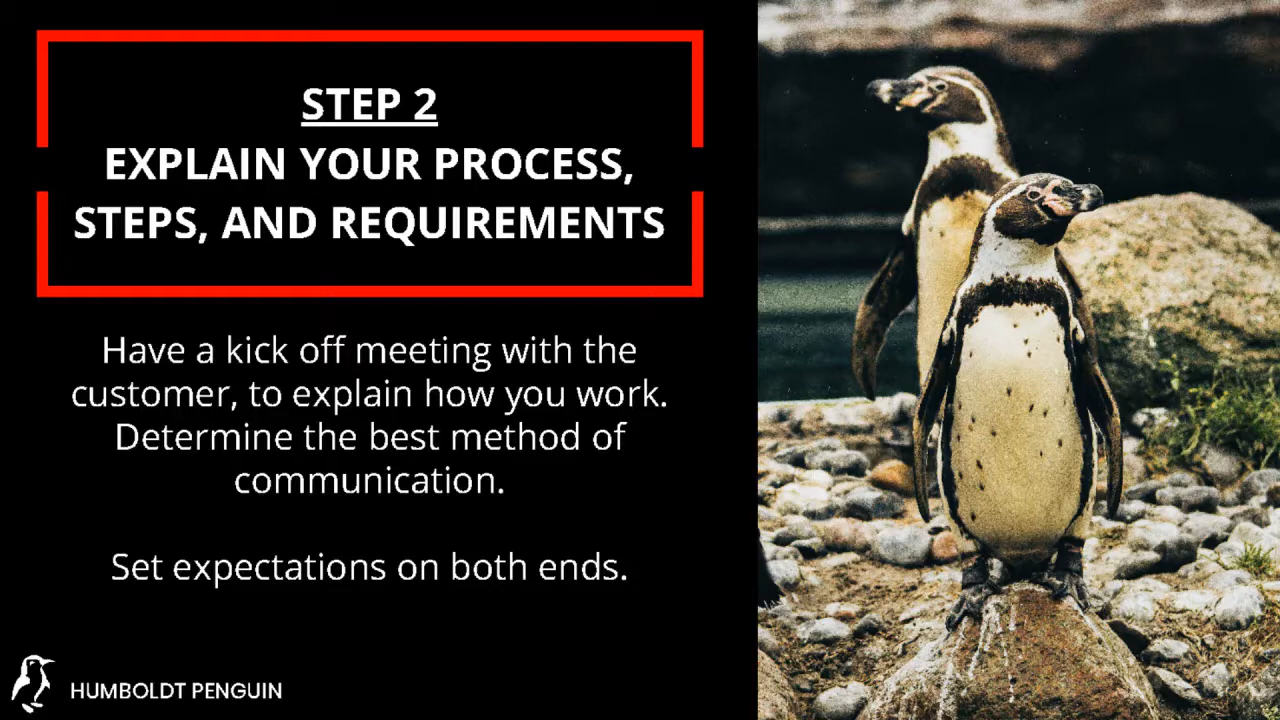 STEP 2
EXPLAIN YOUR PROCESS,
STEPS, AND REQUIREMENTS
Have a kick off meeting with the
customer, to explain how you work.
Determine the best method of
communication.
Set expectations on both ends.
HUMBOLDT PENGUIN